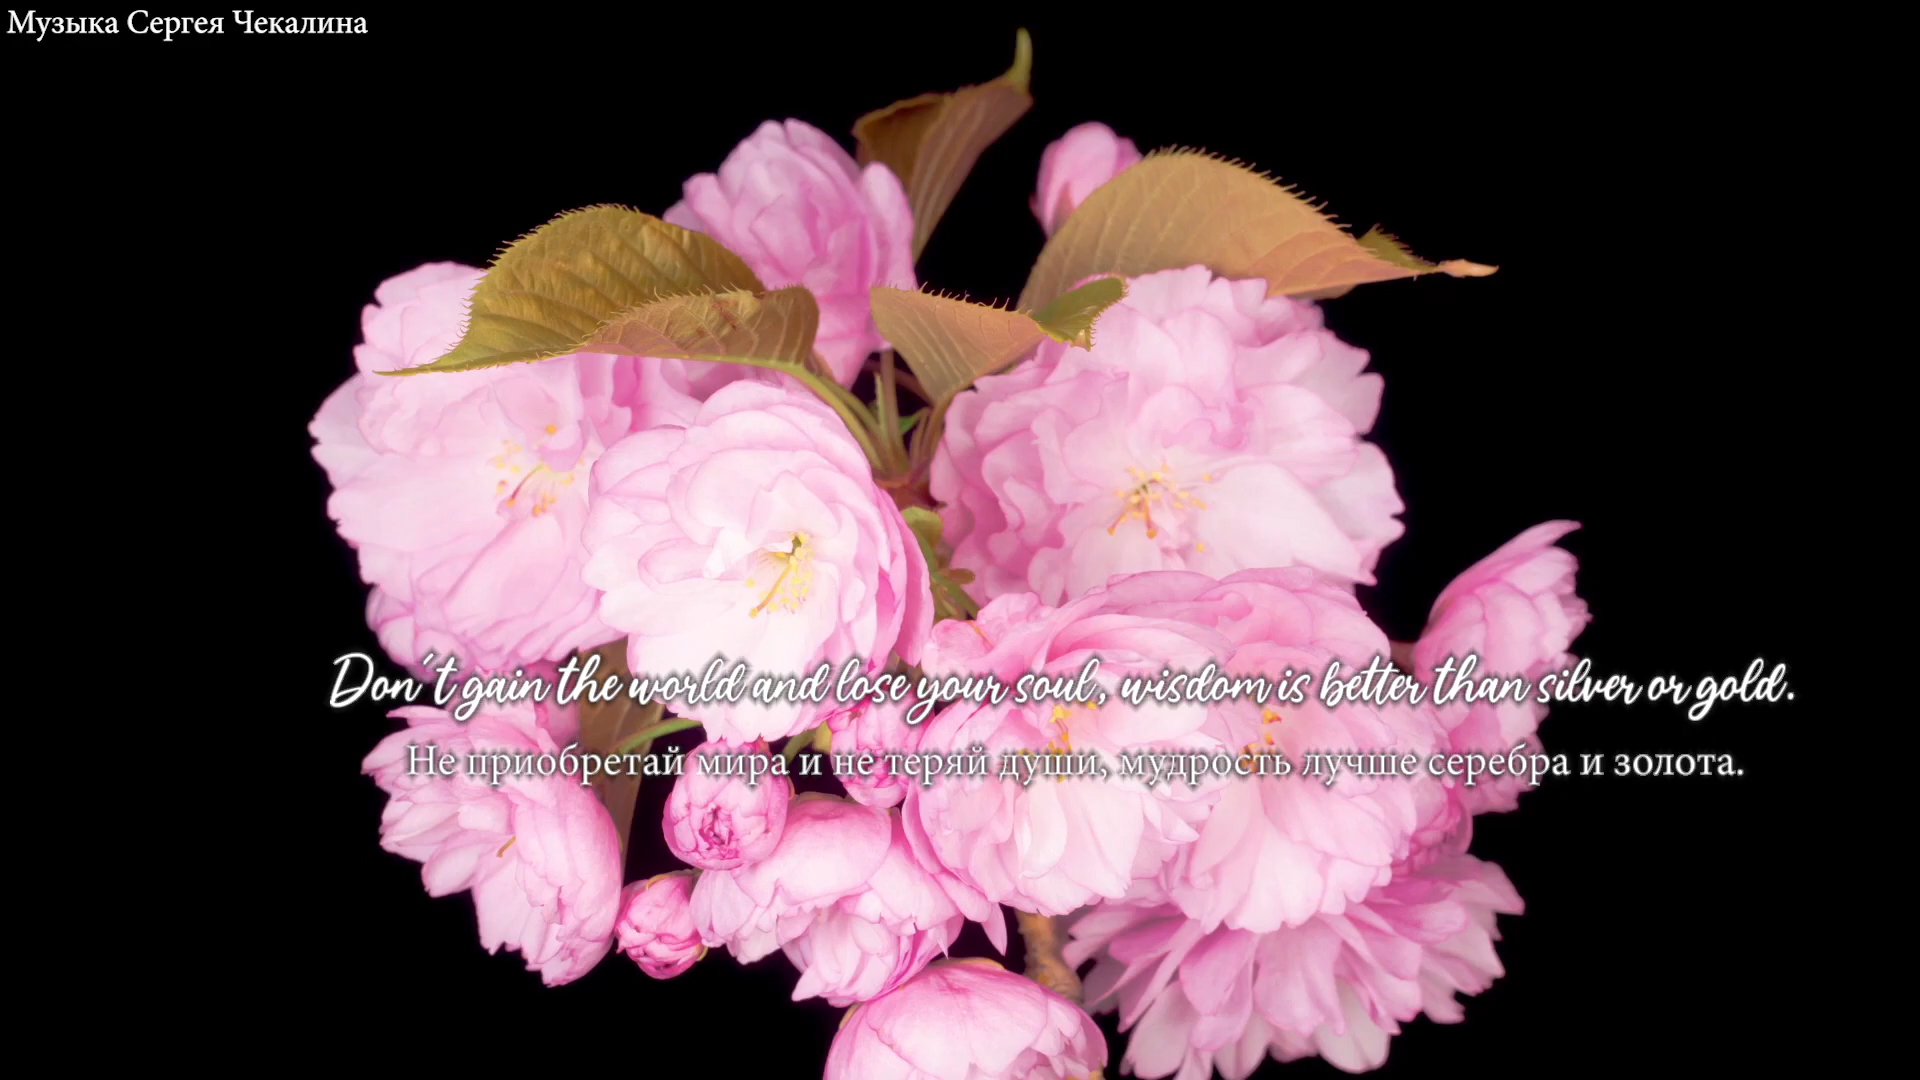 Музыка Сергея Чекалина
Don't gain the world and lose your soul, wisdom is better than silver or gold.
Не приобретай мира и не теряй души, мудрость лучше серебра и золота.